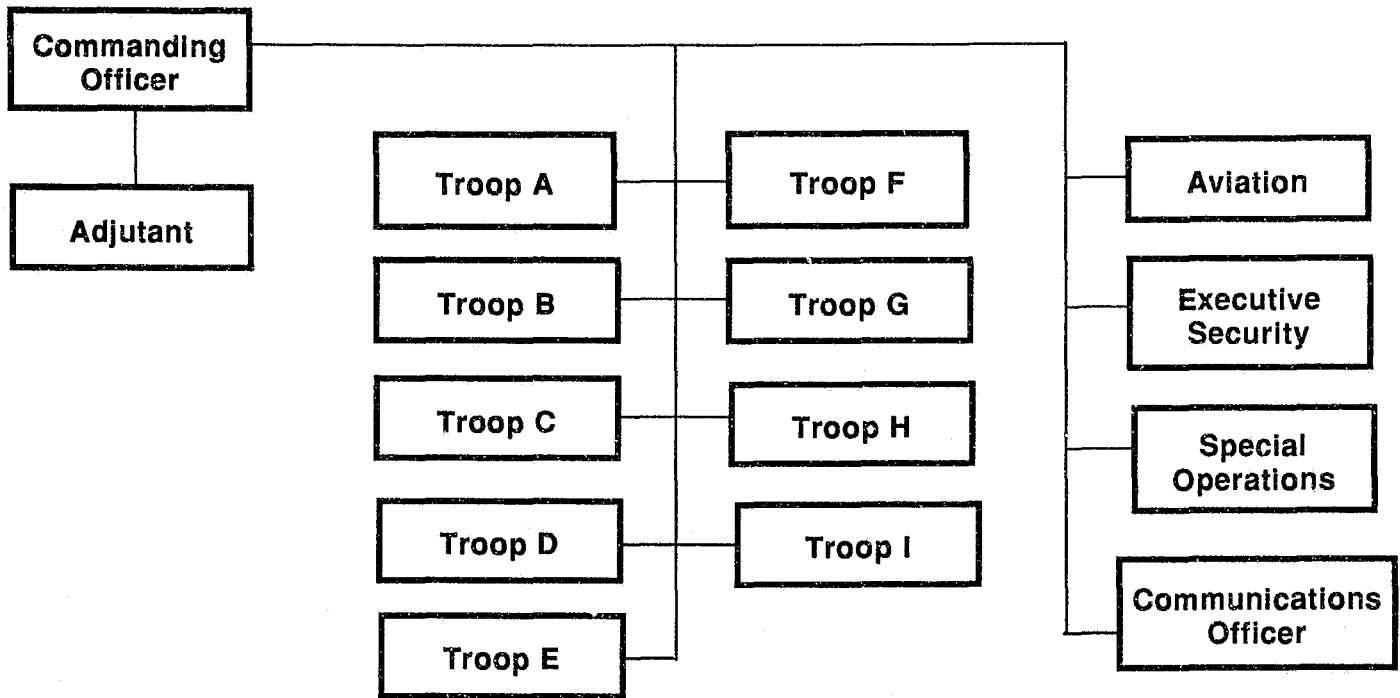 Commanding
Officer
Adjutant
Troop A
Troop B
Troop C
Troop D
Troop E
Troop F
Troop G
Troop H
Troop I
Aviation
Executive
Security
Special
Operations
Communications
Officer